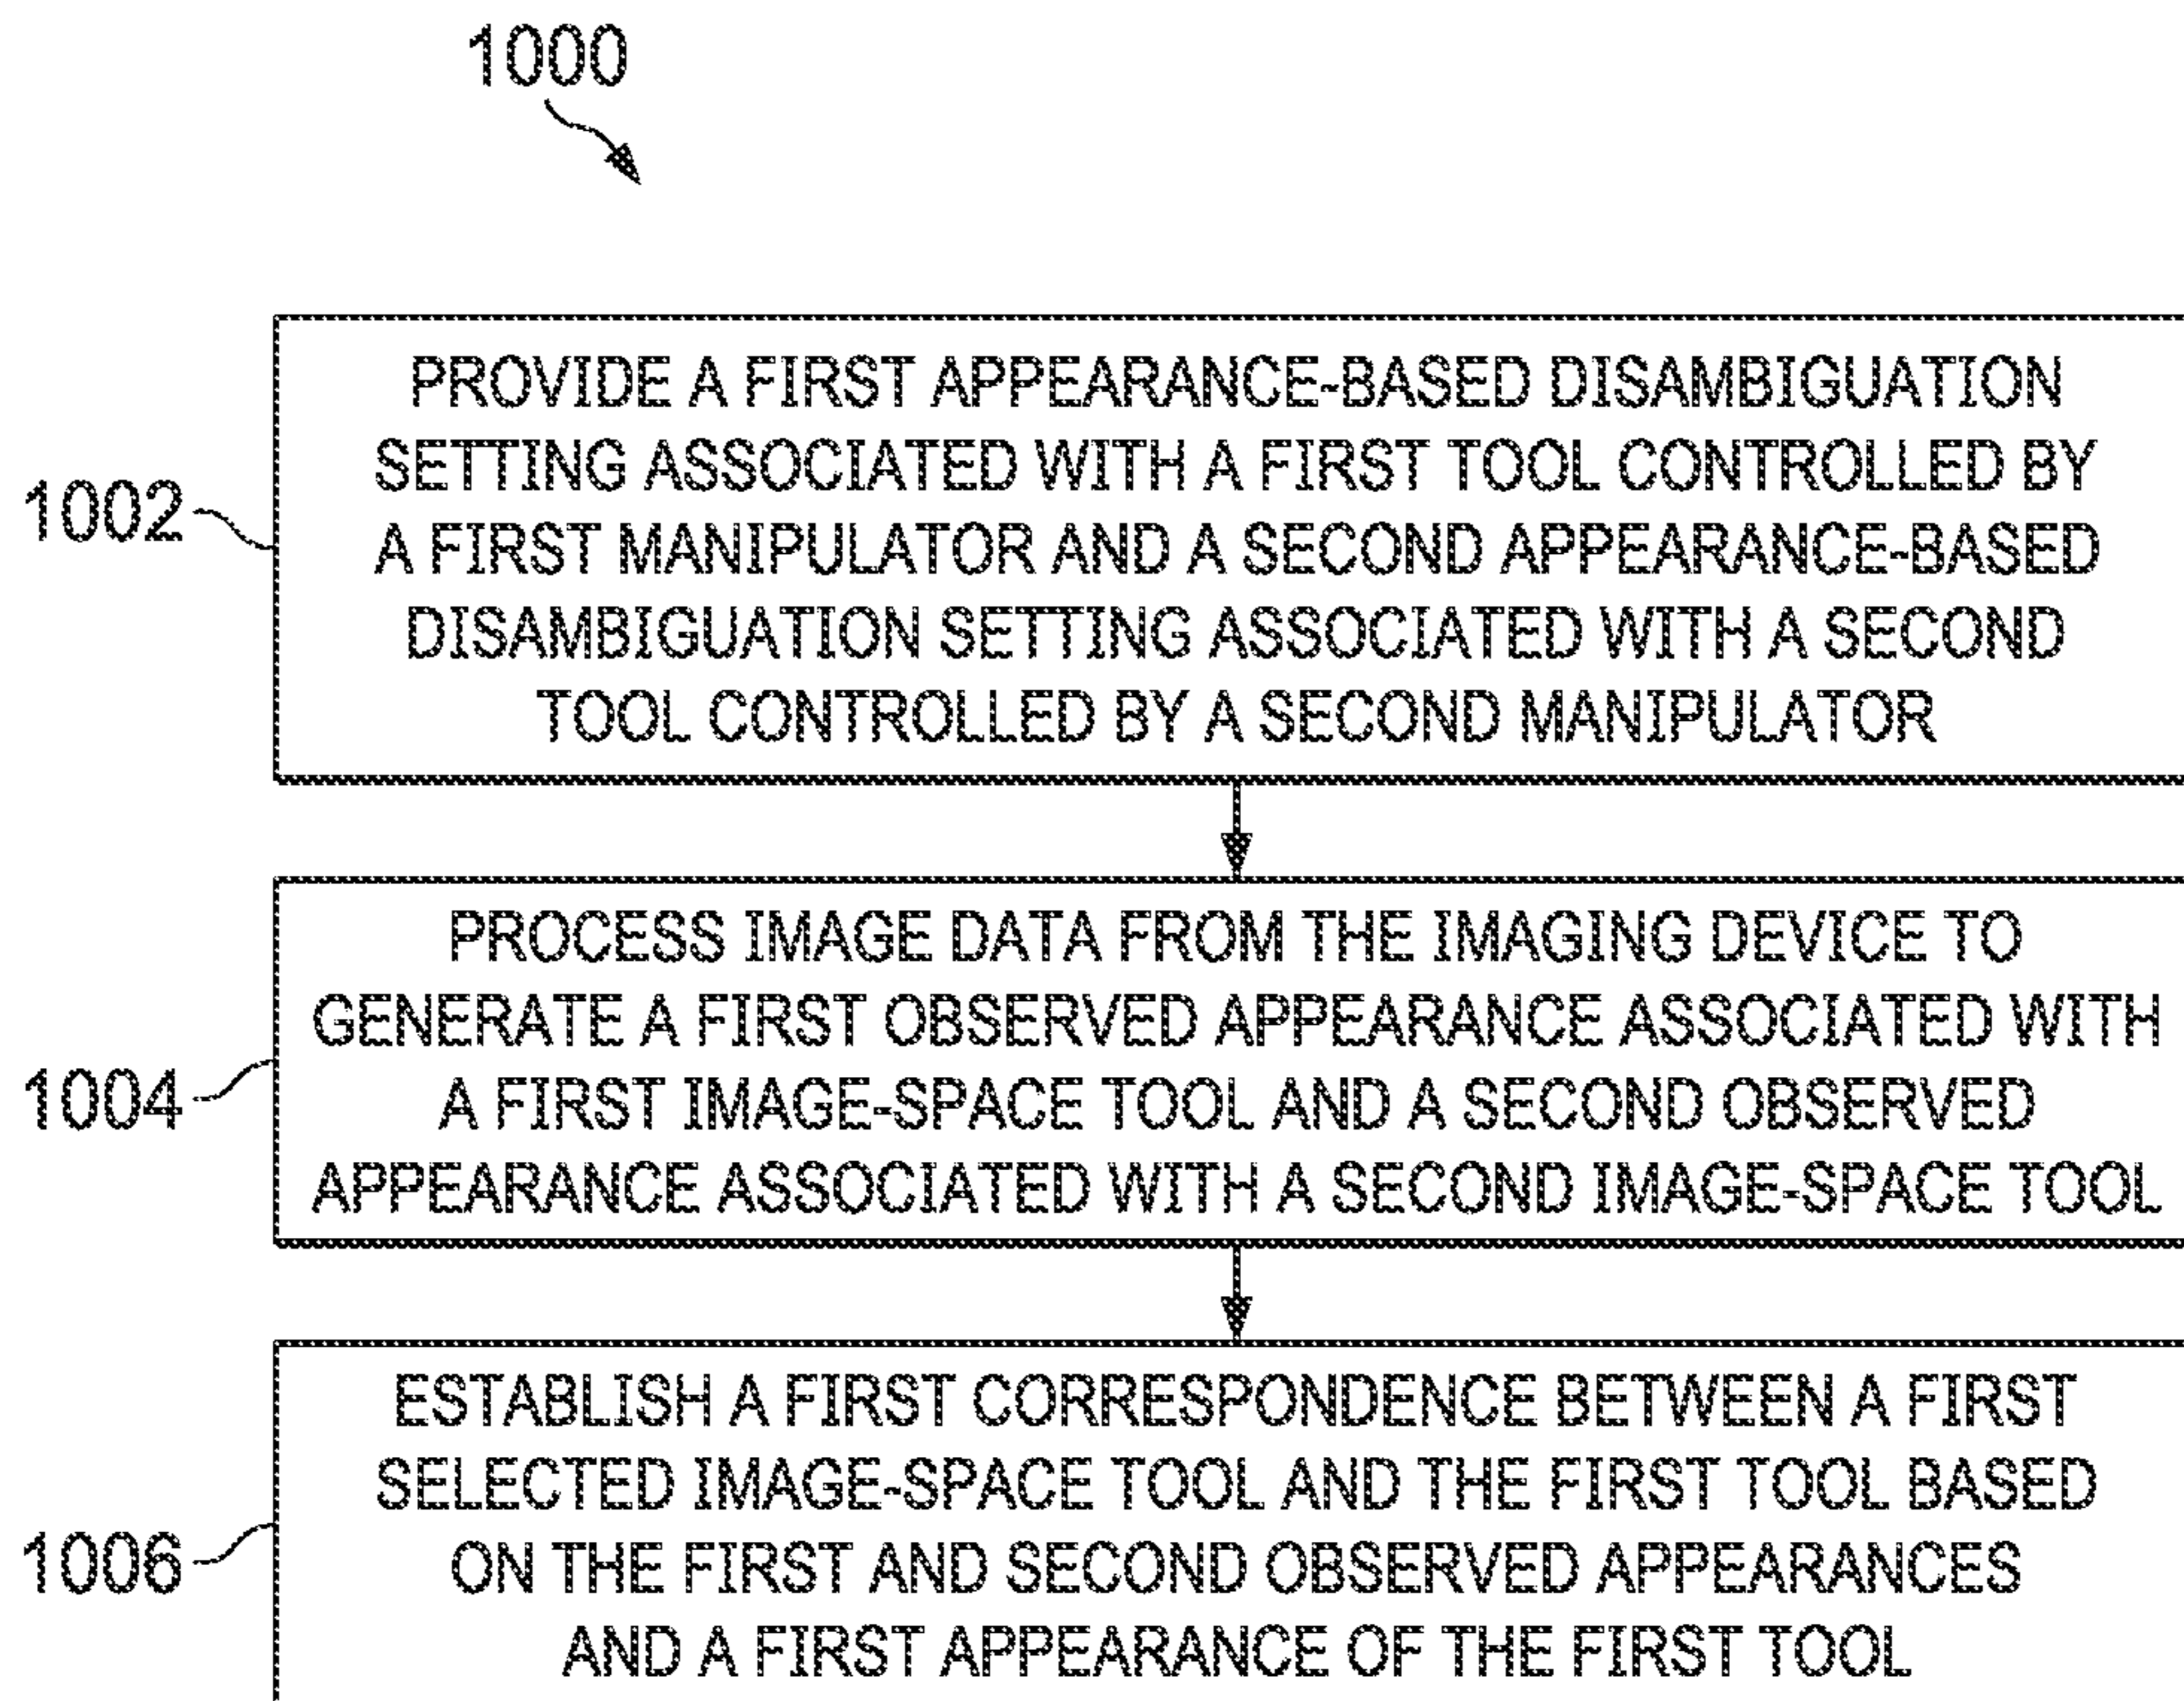 1000
1002
PROVIDE A FIRST APPEARANCE-BASED DISAMBIGUATION
SETTING ASSOCIATED WITH A FIRST TOOL CONTROLLED BY
A FIRST MANIPULATOR AND A SECOND APPEARANCE-BASED
DISAMBIGUATION SETTING ASSOCIATED WITH A SECOND
TOOL CONTROLLED BY A SECOND MANIPULATOR
1004
PROCESS IMAGE DATA FROM THE IMAGING DEVICE TO
GENERATE A FIRST OBSERVED APPEARANCE ASSOCIATED WITH
A FIRST IMAGE-SPACE TOOL AND A SECOND OBSERVED
APPEARANCE ASSOCIATED WITH A SECOND IMAGE-SPACE TOOL
1006
ESTABLISH A FIRST CORRESPONDENCE BETWEEN A FIRST
SELECTED IMAGE-SPACE TOOL AND THE FIRST TOOL BASED
ON THE FIRST AND SECOND OBSERVED APPEARANCES
AND A FIRST APPEARANCE OF THE FIRST TOOL